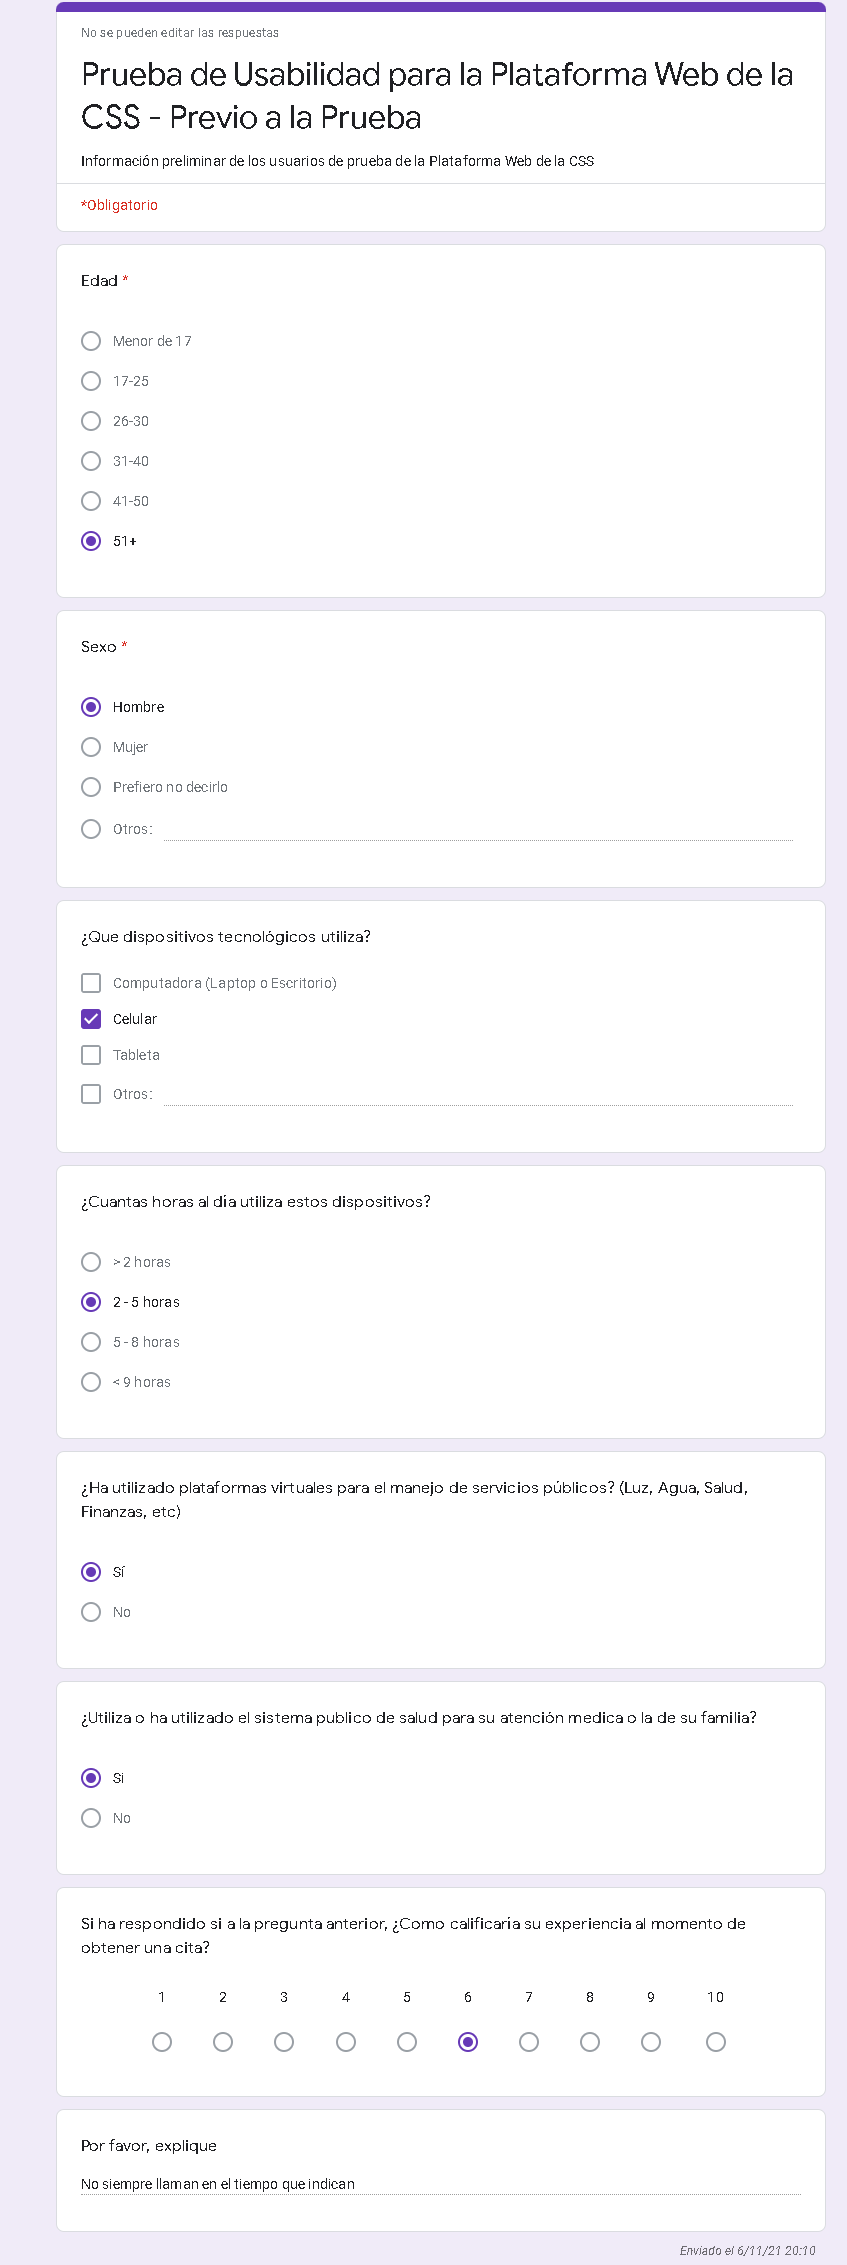 No se pueden editar las respuestas
Prueba de Usabilidad para la Plataforma Web de la
CSS - Previo a la Prueba
Información preliminar de los usuarios de prueba de la Plataforma Web de la CSS
*Obligatorio
Edad *
Menor de 17
17-25
26-30
31-40
41-50
51+
Sexo *
Hombre
Mujer
Prefiero no decirlo
Otros:
¿Que dispositivos tecnológicos utiliza?
Computadora (Laptop o Escritorio)
Celular
Tableta
Otros:
¿Cuantas horas al día utiliza estos dispositivos?
> 2 horas
2 - 5 horas
5 - 8 horas
< 9 horas
¿Ha utilizado plataformas virtuales para el manejo de servicios públicos? (Luz, Agua, Salud,
Finanzas, etc)
Sí
No
¿Utiliza o ha utilizado el sistema publico de salud para su atención medica o la de su familia?
Si
No
Si ha respondido si a la pregunta anterior, ¿Como calificaría su experiencia al momento de
obtener una cita?
1 2 3 4 5 6 7 8 9 10
Por favor, explique
No siempre llaman en el tiempo que indican
Enviado el 6/11/21 20:10